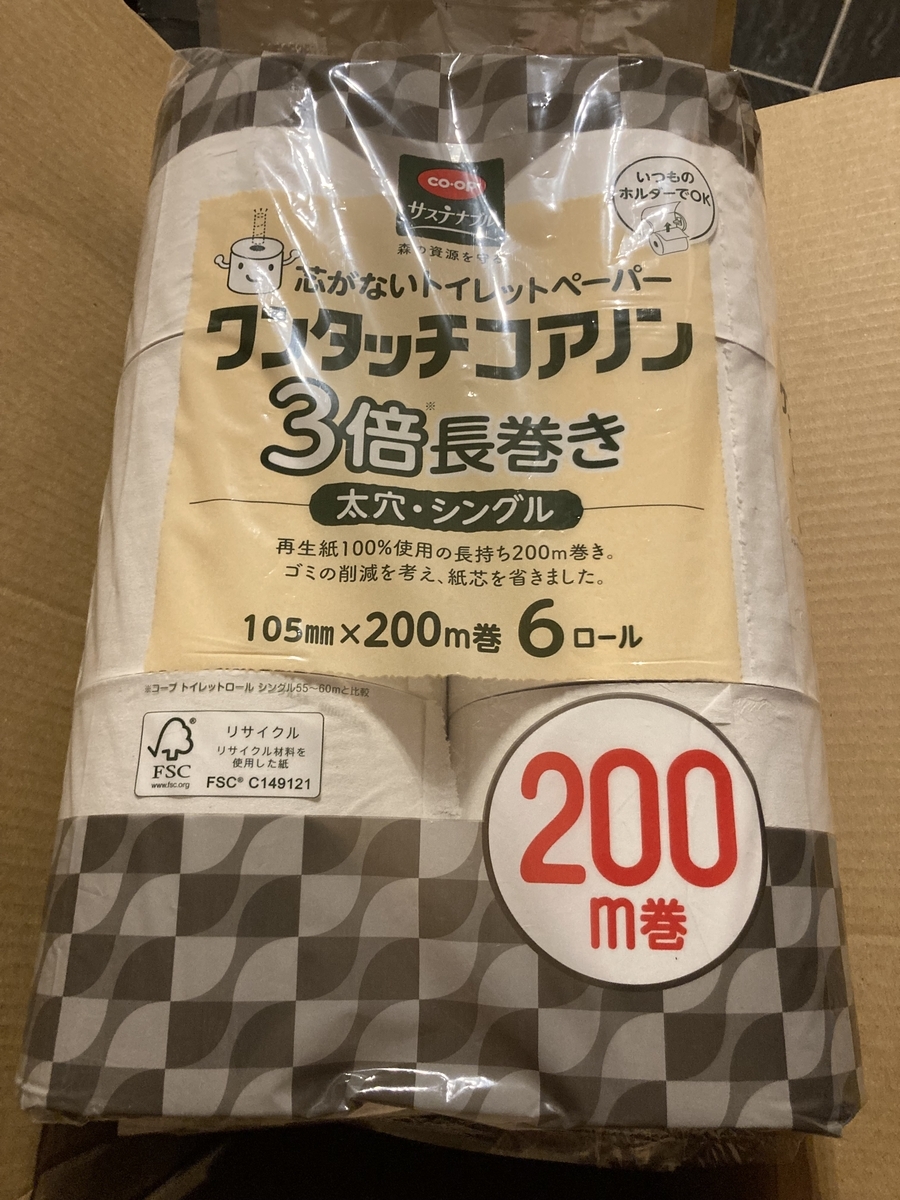 CO-OP
サステナブル
森の資源を守る
いつもの
ホルダーでOK
芯がないトイレットペーパー
ワンタッチコアノン
3倍※長巻き
太穴・シングル
再生紙100%使用の長持ち200m巻き。
ゴミの削減を考え、紙芯を省きました。
105mm×200m巻 6ロール
※コープ トイレットロール シングル55〜60mと比較
FSC®
www.fsc.org
リサイクル
リサイクル材料を
使用した紙
FSC® C149121
200
m巻